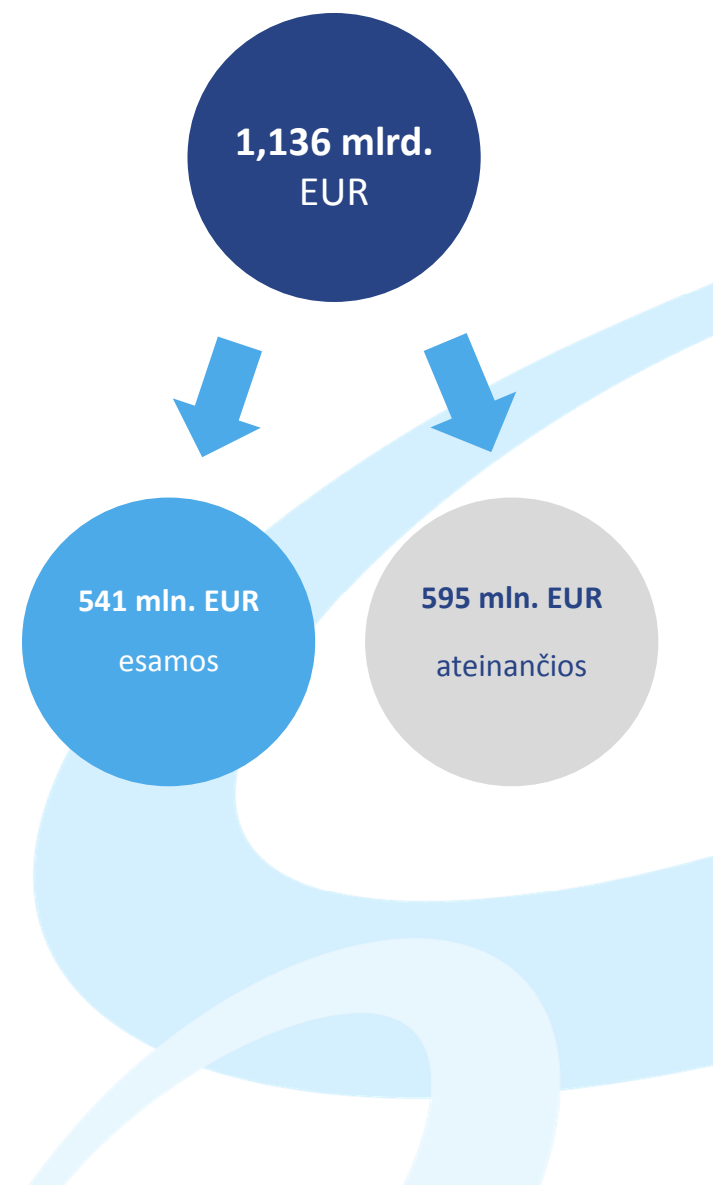 1,136 mlrd.
EUR
541 mln. EUR
esamos
595 mln. EUR
ateinančios